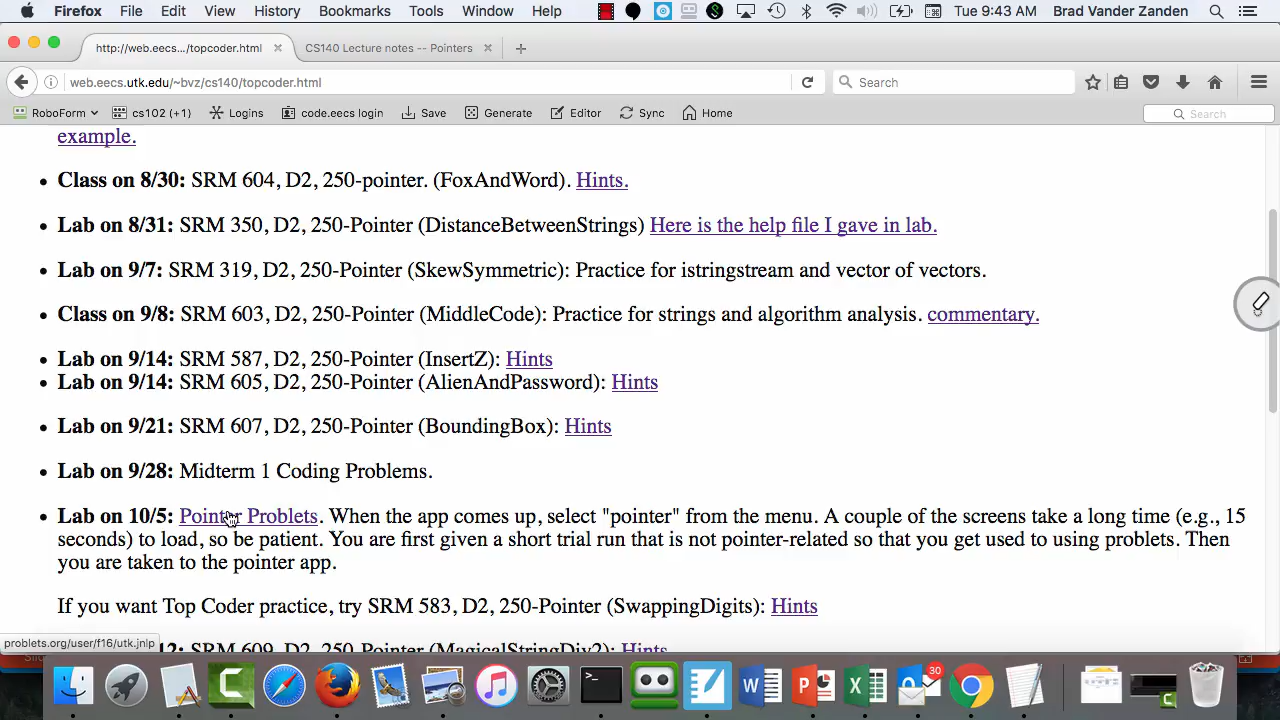 Firefox File Edit View History Bookmarks Tools Window Help Tue 9:43 AM Brad Vander Zanden
http://web.eecs.../topcoder.html CS140 Lecture notes -- Pointers
web.eecs.utk.edu/~bvz/cs140/topcoder.html Search
RoboForm cs102 (+1) Logins code.eecs login Save Generate Editor Sync Home Search
example.
Class on 8/30: SRM 604, D2, 250-pointer. (FoxAndWord). Hints.
Lab on 8/31: SRM 350, D2, 250-Pointer (DistanceBetweenStrings) Here is the help file I gave in lab.
Lab on 9/7: SRM 319, D2, 250-Pointer (SkewSymmetric): Practice for istringstream and vector of vectors.
Class on 9/8: SRM 603, D2, 250-Pointer (MiddleCode): Practice for strings and algorithm analysis. commentary.
Lab on 9/14: SRM 587, D2, 250-Pointer (InsertZ): Hints
Lab on 9/14: SRM 605, D2, 250-Pointer (AlienAndPassword): Hints
Lab on 9/21: SRM 607, D2, 250-Pointer (BoundingBox): Hints
Lab on 9/28: Midterm 1 Coding Problems.
Lab on 10/5: Pointer Problets. When the app comes up, select "pointer" from the menu. A couple of the screens take a long time (e.g., 15
seconds) to load, so be patient. You are first given a short trial run that is not pointer-related so that you get used to using problets. Then
you are taken to the pointer app.
If you want Top Coder practice, try SRM 583, D2, 250-Pointer (SwappingDigits): Hints
problets.org/user/f16/utk.jnlp 12: SRM 609, D2, 250-Pointer (MagicalStringDiv2): Hints
30